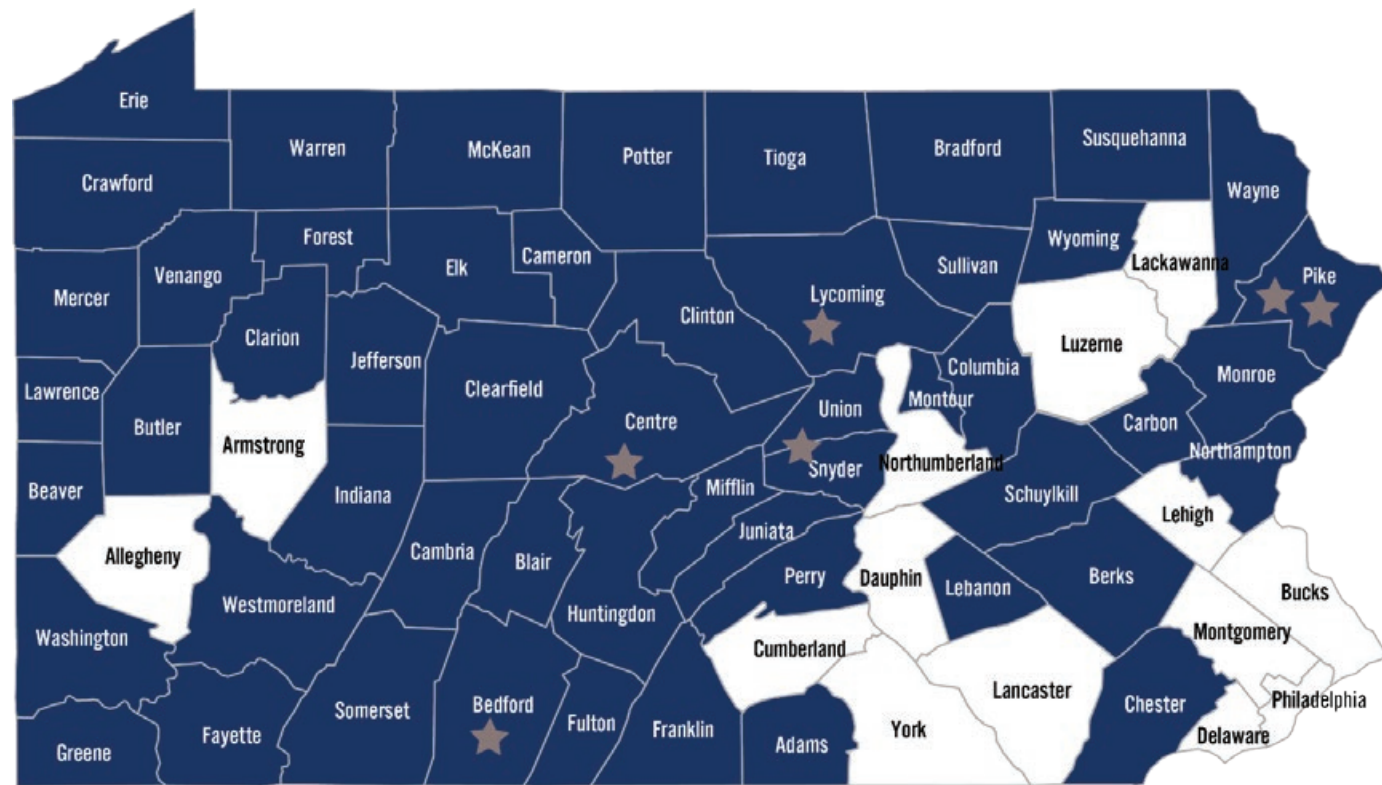 Erie
Warren
McKean
Potter
Tioga
Bradford
Susquehanna
Crawford
Wayne
Forest
Wyoming
Venango
Elk
Cameron
Sullivan
Lackawanna
Pike
Mercer
Lycoming
Clinton
Clarion
Luzerne
Jefferson
Columbia
Monroe
Lawrence
Clearfield
Montour
Butler
Centre
Union
Carbon
Armstrong
Northampton
Northumberland
Snyder
Beaver
Indiana
Mifflin
Schuylkill
Lehigh
Juniata
Allegheny
Cambria
Blair
Perry
Dauphin
Lebanon
Berks
Bucks
Westmoreland
Huntingdon
Washington
Cumberland
Montgomery
Lancaster
Philadelphia
Somerset
Bedford
Chester
Fulton
Franklin
York
Fayette
Delaware
Adams
Greene